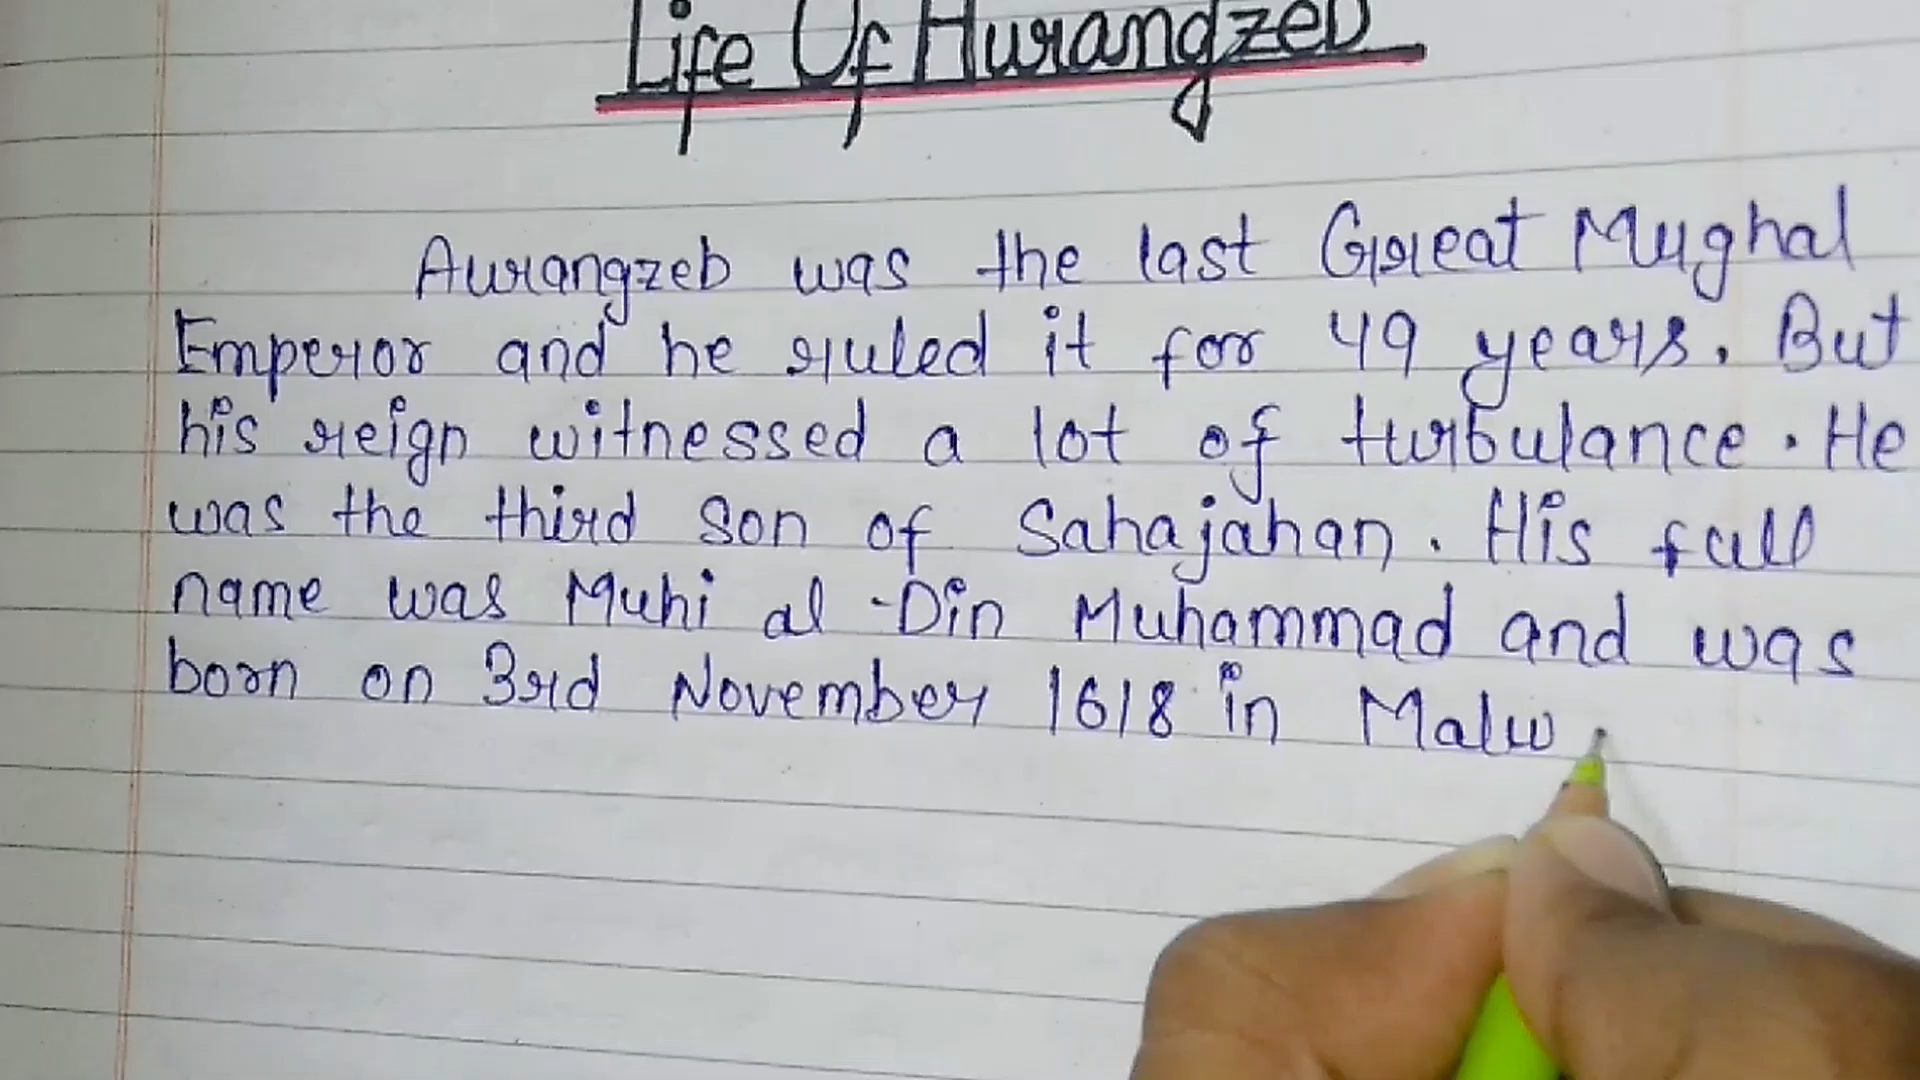 Life Of Aurangzeb
Aurangzeb was the last Great Mughal
Emperor and he ruled it for 49 years. But
his reign witnessed a lot of turbulance. He
was the third son of Sahajahan. His full
name was Muhi al-Din Muhammad and was
born on 3rd November 1618 in Malw